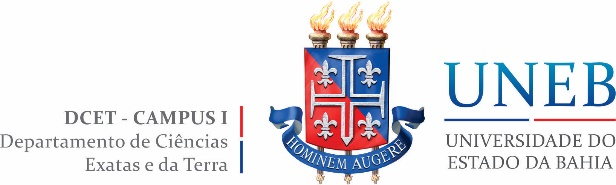 DCET - CAMPUS I
Departamento de Ciências
Exatas e da Terra
HOMINEM AUGERE
UNEB
UNIVERSIDADE DO
ESTADO DA BAHIA